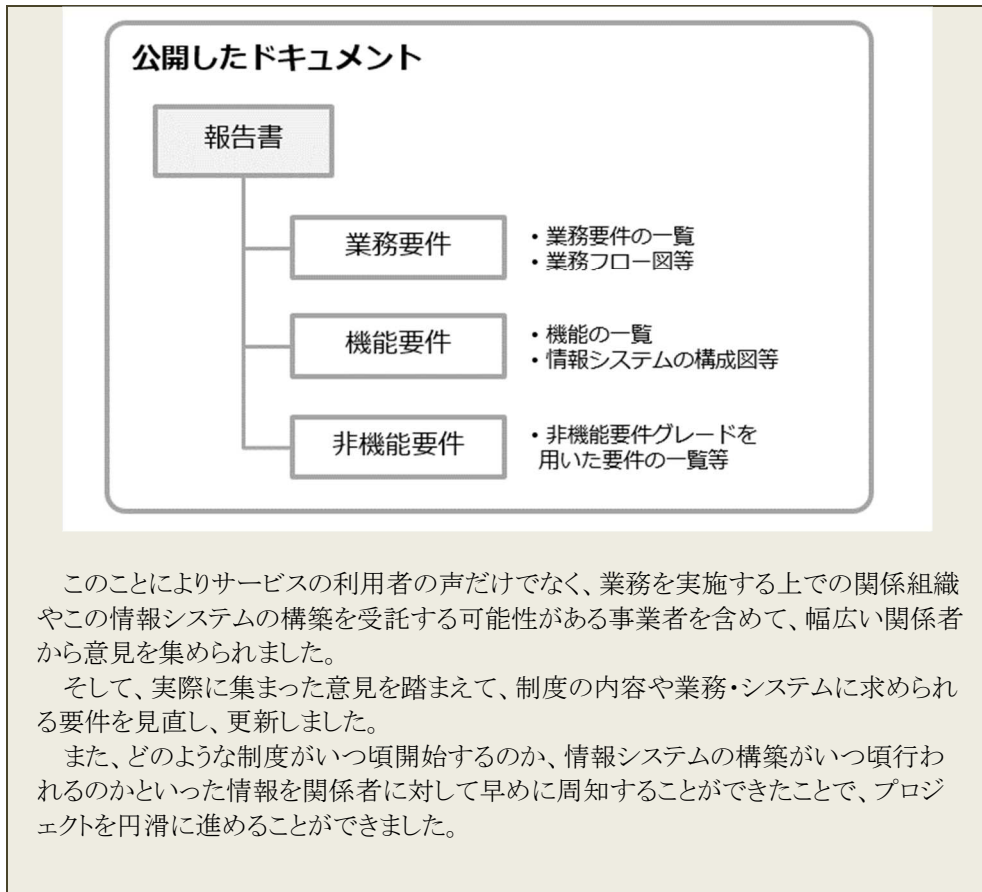 公開したドキュメント
報告書
業務要件
・業務要件の一覧
・業務フロー図等
機能要件
・機能の一覧
・情報システムの構成図等
非機能要件
・非機能要件グレードを
用いた要件の一覧等
このことによりサービスの利用者の声だけでなく、業務を実施する上での関係組織
やこの情報システムの構築を受託する可能性がある事業者を含めて、幅広い関係者
から意見を集められました。
そして、実際に集まった意見を踏まえて、制度の内容や業務・システムに求められ
る要件を見直し、更新しました。
また、どのような制度がいつ頃開始するのか、情報システムの構築がいつ頃行わ
れるのかといった情報を関係者に対して早めに周知することができたことで、プロジ
ェクトを円滑に進めることができました。